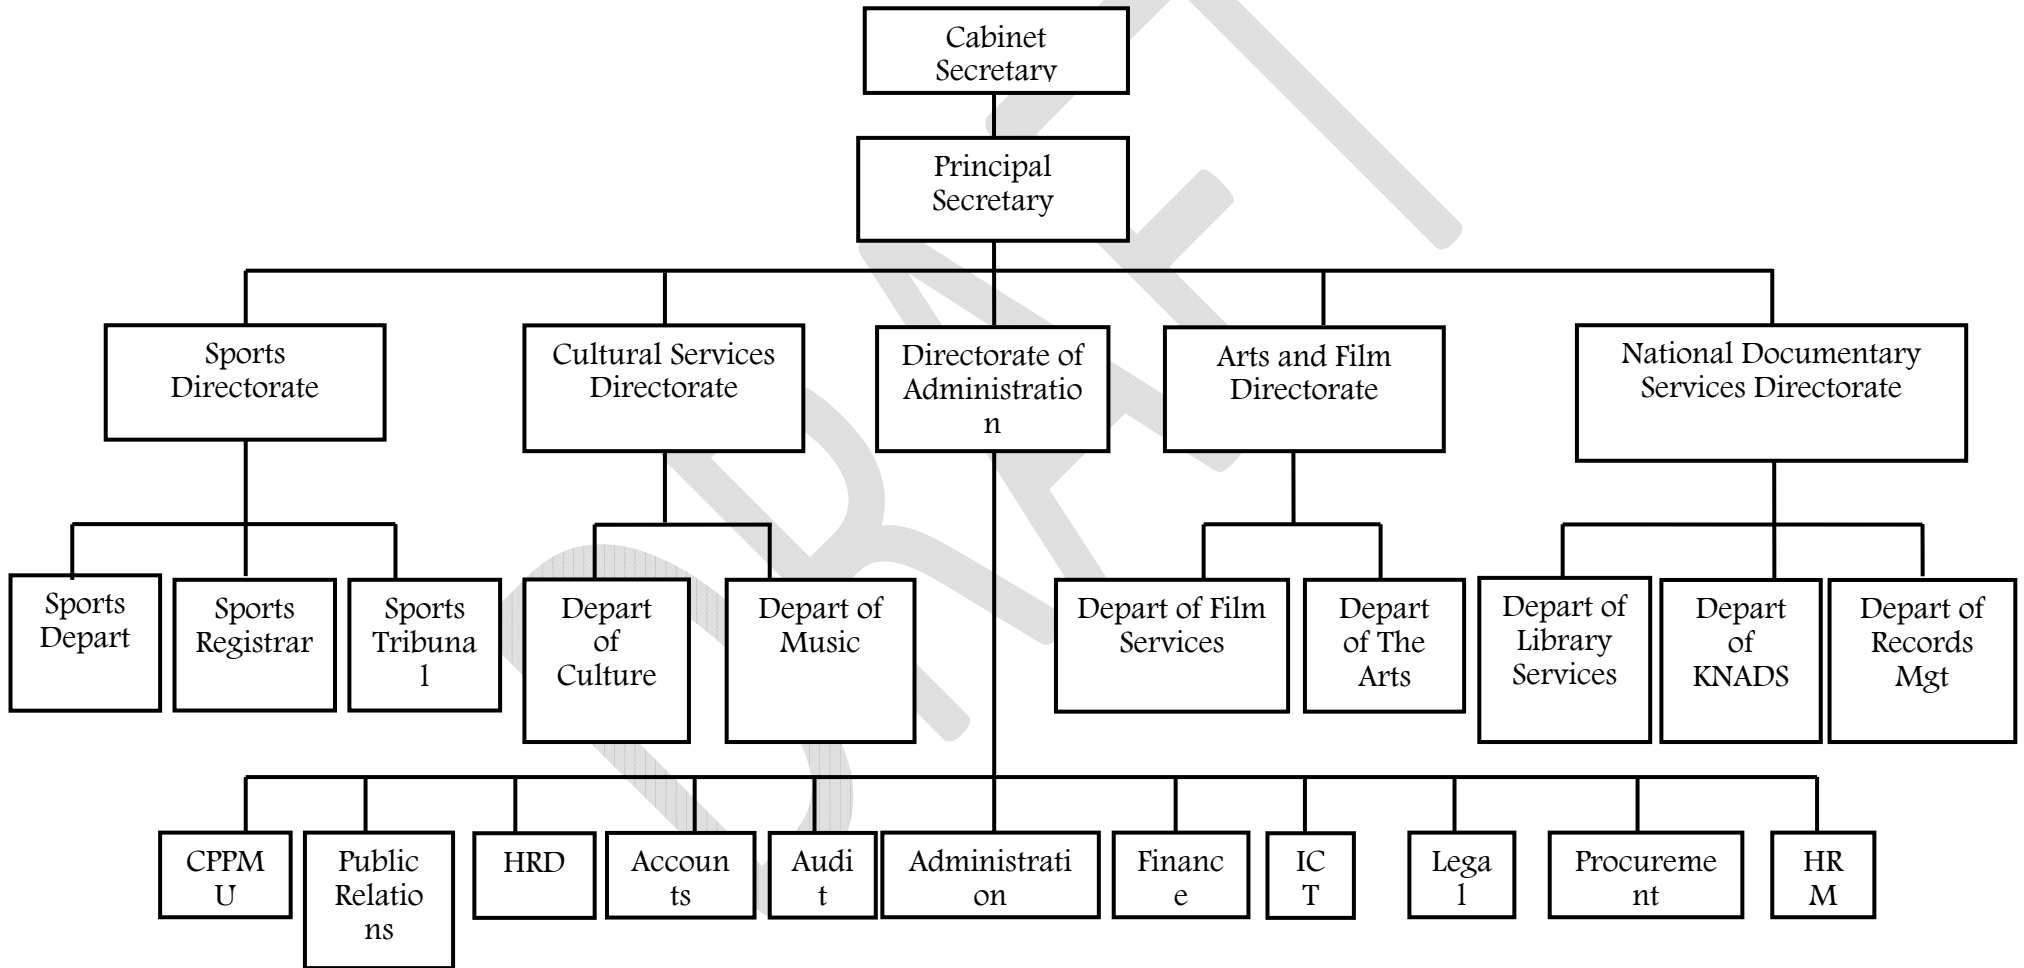 Cabinet
Secretary
Principal
Secretary
Sports
Directorate
Cultural Services
Directorate
Directorate of
Administratio
n
Arts and Film
Directorate
National Documentary
Services Directorate
Sports
Depart
Sports
Registrar
Sports
Tribuna
l
Depart
of
Culture
Depart of
Music
Depart of Film
Services
Depart
of The
Arts
Depart of
Library
Services
Depart
of
KNADS
Depart of
Records
Mgt
CPPM
U
Public
Relatio
ns
HRD
Accoun
ts
Audi
t
Administrati
on
Financ
e
IC
T
Lega
l
Procureme
nt
HR
M
DRAFT